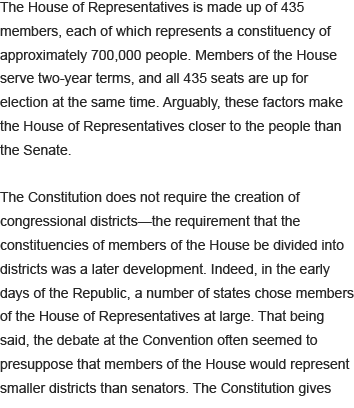 The House of Representatives is made up of 435
members, each of which represents a constituency of
approximately 700,000 people. Members of the House
serve two-year terms, and all 435 seats are up for
election at the same time. Arguably, these factors make
the House of Representatives closer to the people than
the Senate.

The Constitution does not require the creation of
congressional districts—the requirement that the
constituencies of members of the House be divided into
districts was a later development. Indeed, in the early
days of the Republic, a number of states chose members
of the House of Representatives at large. That being
said, the debate at the Convention often seemed to
presuppose that members of the House would represent
smaller districts than senators. The Constitution gives